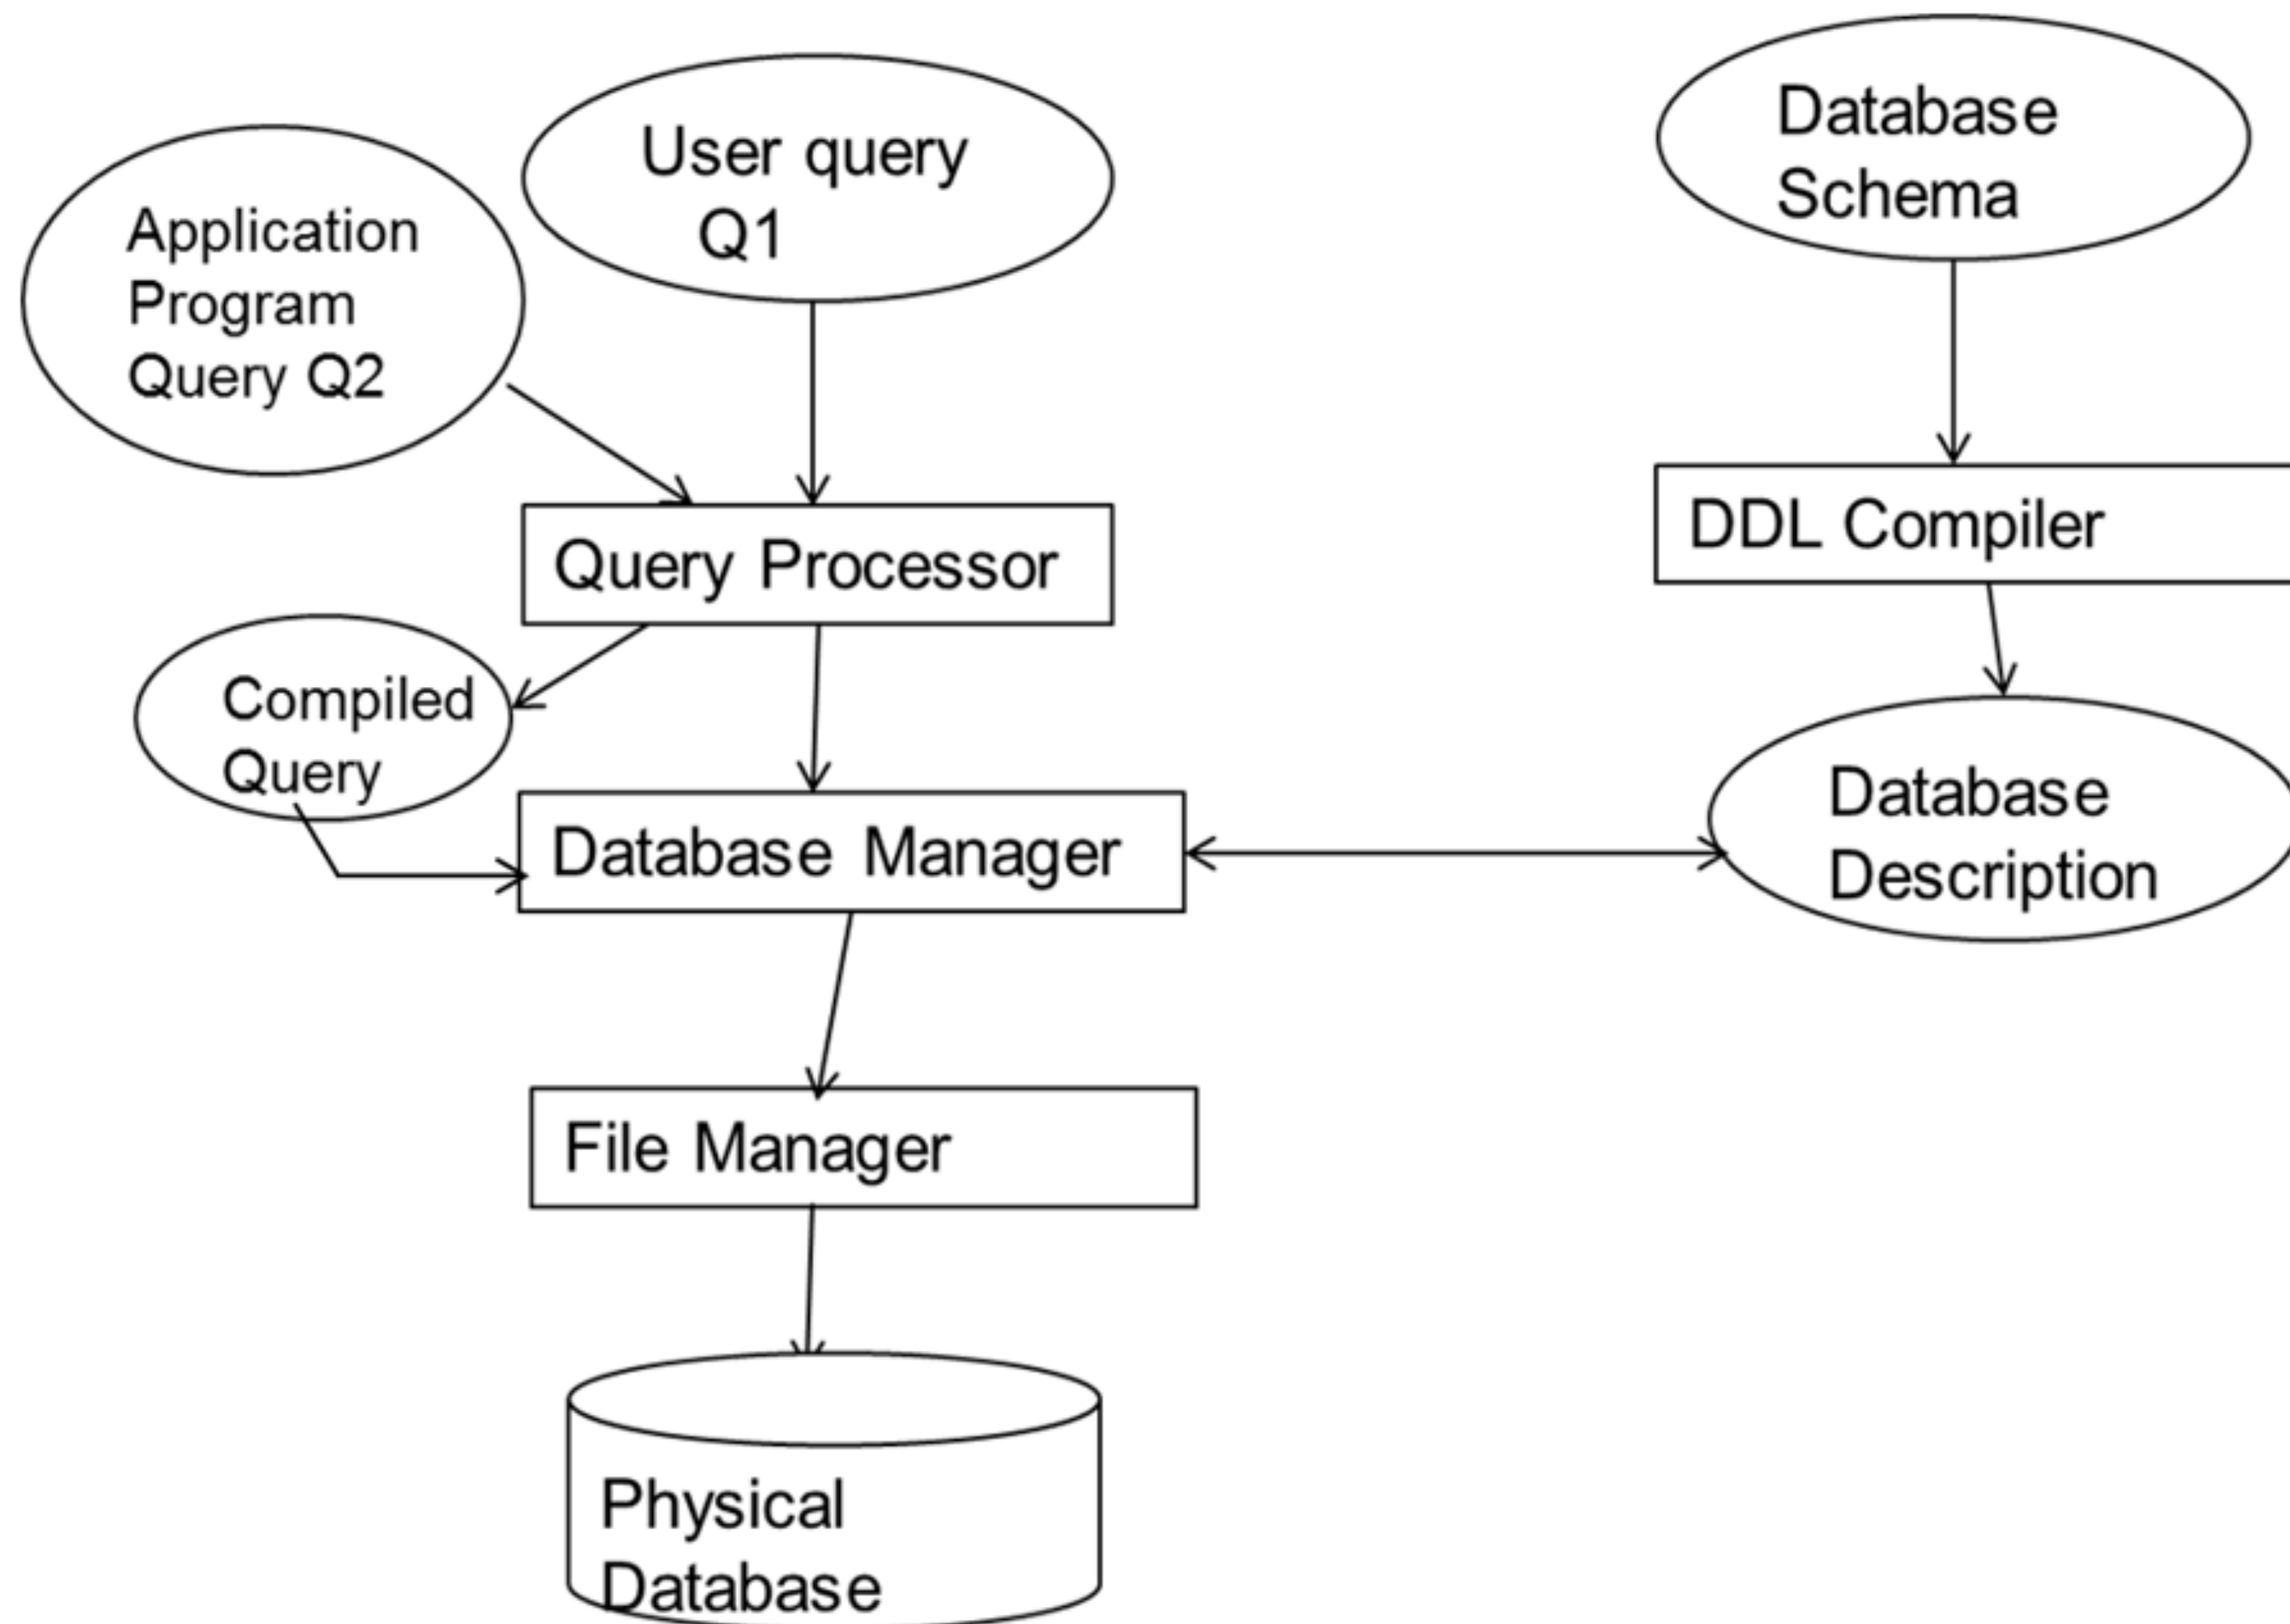 User query
Q1
Application
Program
Query Q2
Database
Schema
Query Processor
DDL Compiler
Compiled
Query
Database Manager
Database
Description
File Manager
Physical
Database